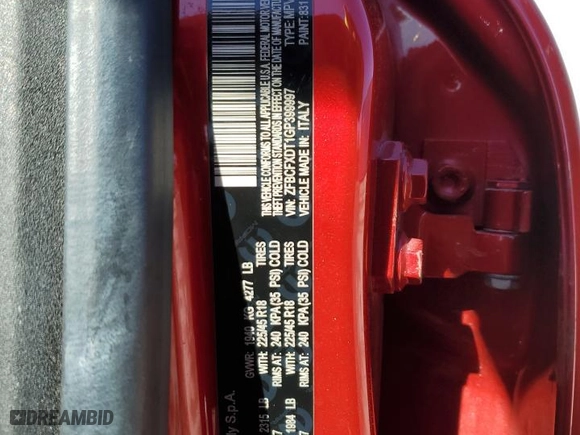 y S.p.A.
GVWR: 1940 KG 4277 LB
2315 LB WITH: 225/45 R18 TIRES
RIMS AT: 240 KPA(35 PSI) COLD
1984 LB WITH: 225/45 R18 TIRES
RIMS AT: 240 KPA(35 PSI) COLD
THIS VEHICLE CONFORMS TO ALL APPLICABLE U.S.A. FEDERAL MOTOR VE
THEFT PREVENTION STANDARDS IN EFFECT ON THE DATE OF MANUFACTU
VIN: ZFBCFXDT1GP399997 TYPE: MPV
VEHICLE MADE IN: ITALY PAINT: 831
DREAMBID